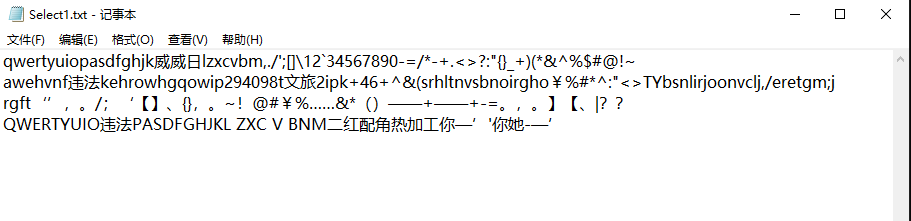 Select1.txt - 记事本
文件(F) 编辑(E) 格式(O) 查看(V) 帮助(H)
qwertyuiopasdfghjk威威日lzxcvbm,./';[]\12`34567890-=/*-+.<>?:"{}_+)(*&^%$#@!~
awehvnf违法kehrowhgqowip294098t文旅2ipk+46+^&(srhltnvsbnoirgho￥%#*^:"<>TYbsnlirjoonvclj,/eretgm;j
rgft“”，。/；‘【】、{}，。~！@#￥%……&*（）——+——+-=。，。】【、|？？
QWERTYUIO违法PASDFGHJKL ZXC V BNM二红配角热加工你—’'你她-—‘